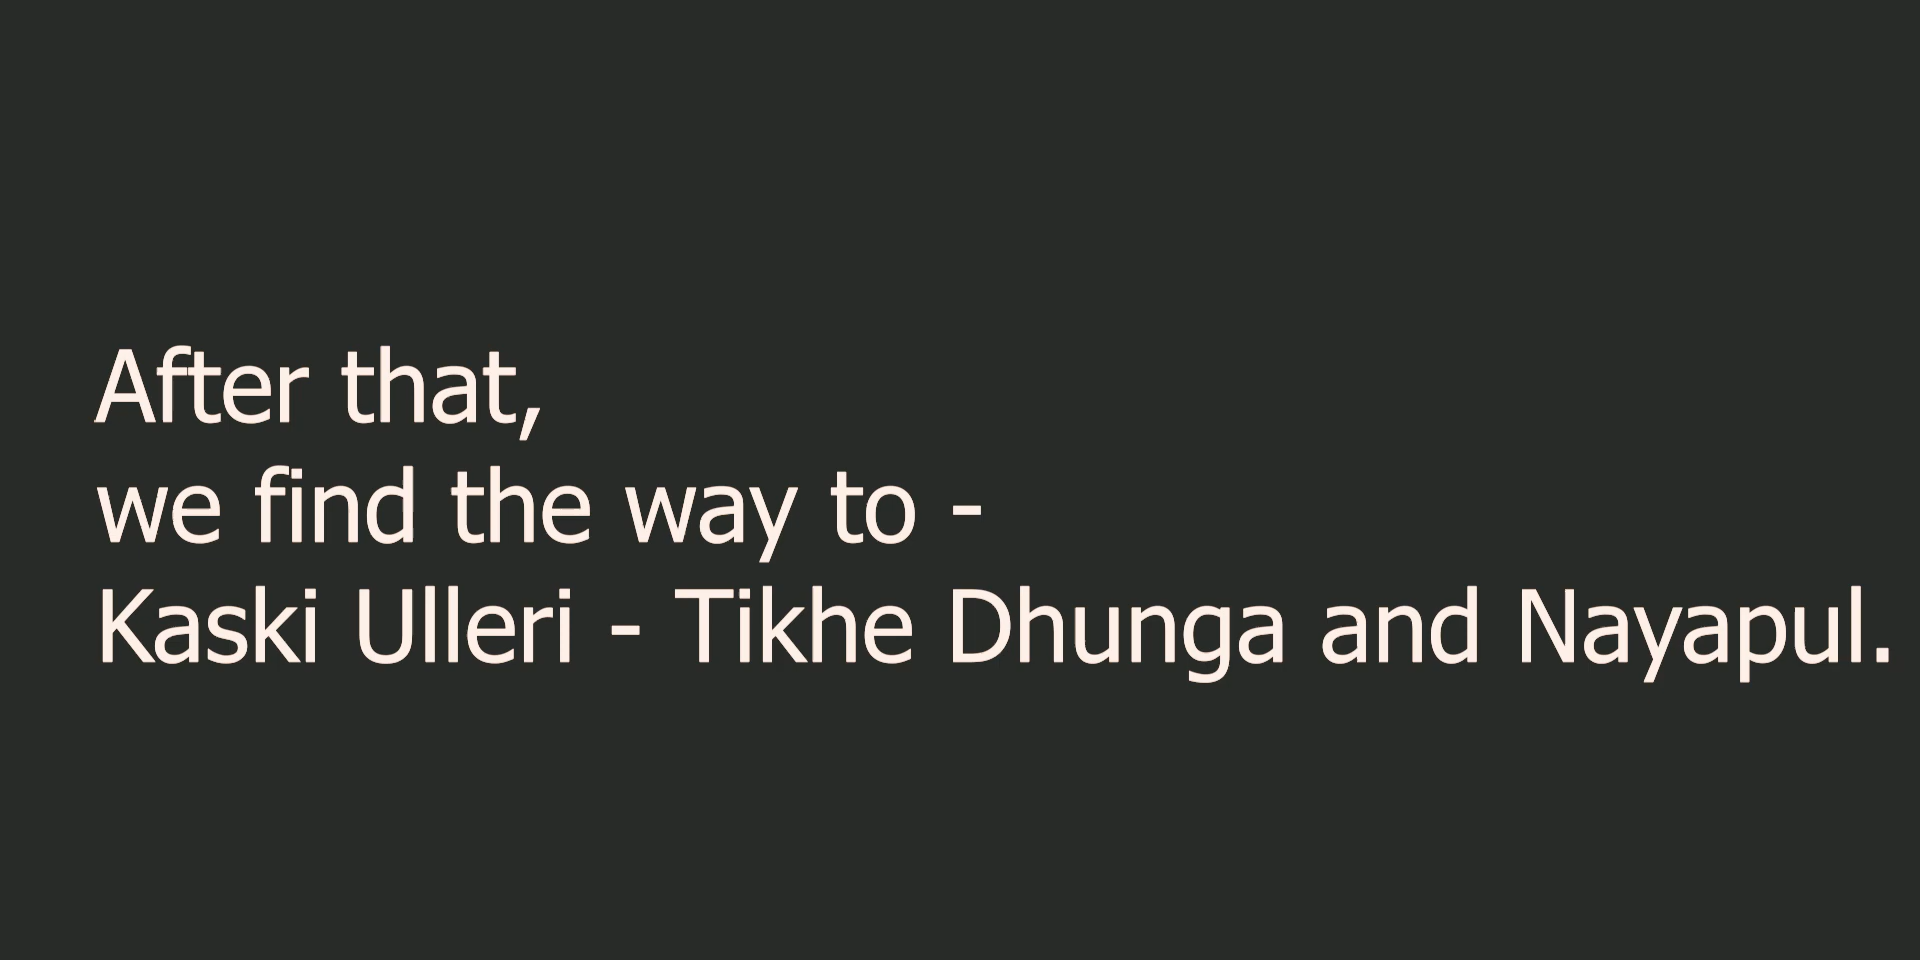 After that,
we find the way to -
Kaski Ulleri - Tikhe Dhunga and Nayapul.